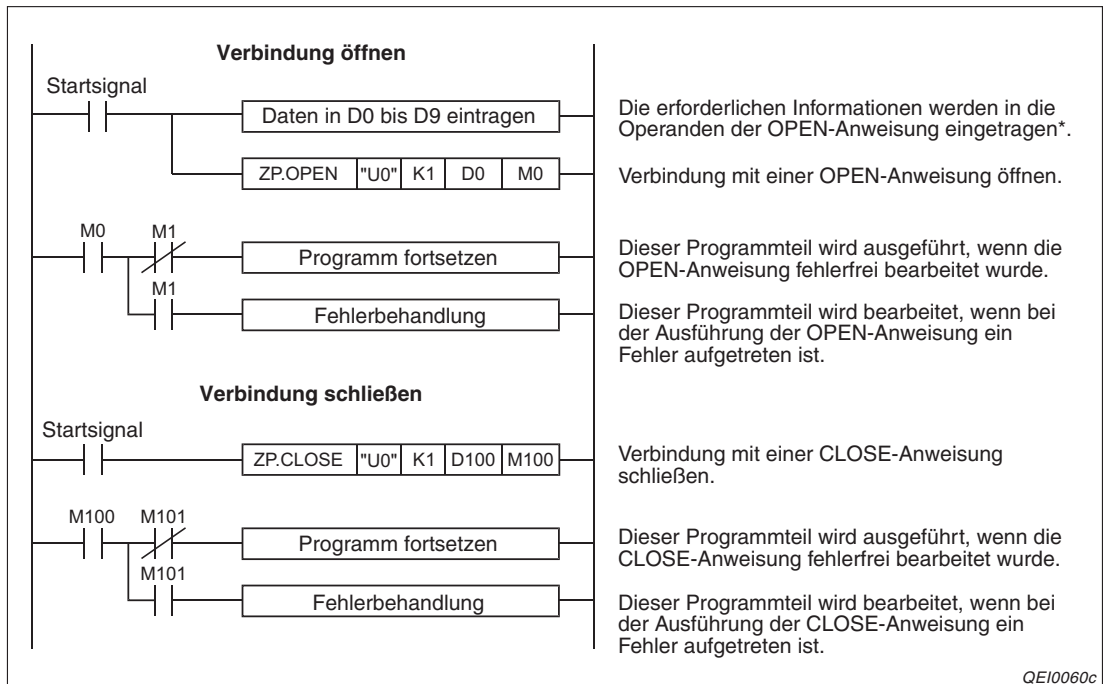 Verbindung öffnen
Startsignal
Daten in D0 bis D9 eintragen
Die erforderlichen Informationen werden in die
Operanden der OPEN-Anweisung eingetragen*.
ZP.OPEN "U0" K1 D0 M0
Verbindung mit einer OPEN-Anweisung öffnen.
M0 M1
Programm fortsetzen
Dieser Programmteil wird ausgeführt, wenn die
OPEN-Anweisung fehlerfrei bearbeitet wurde.
M1
Fehlerbehandlung
Dieser Programmteil wird bearbeitet, wenn bei
der Ausführung der OPEN-Anweisung ein
Fehler aufgetreten ist.
Verbindung schließen
Startsignal
ZP.CLOSE "U0" K1 D100 M100
Verbindung mit einer CLOSE-Anweisung
schließen.
M100 M101
Programm fortsetzen
Dieser Programmteil wird ausgeführt, wenn die
CLOSE-Anweisung fehlerfrei bearbeitet wurde.
M101
Fehlerbehandlung
Dieser Programmteil wird bearbeitet, wenn bei
der Ausführung der CLOSE-Anweisung ein
Fehler aufgetreten ist.
QEI0060c